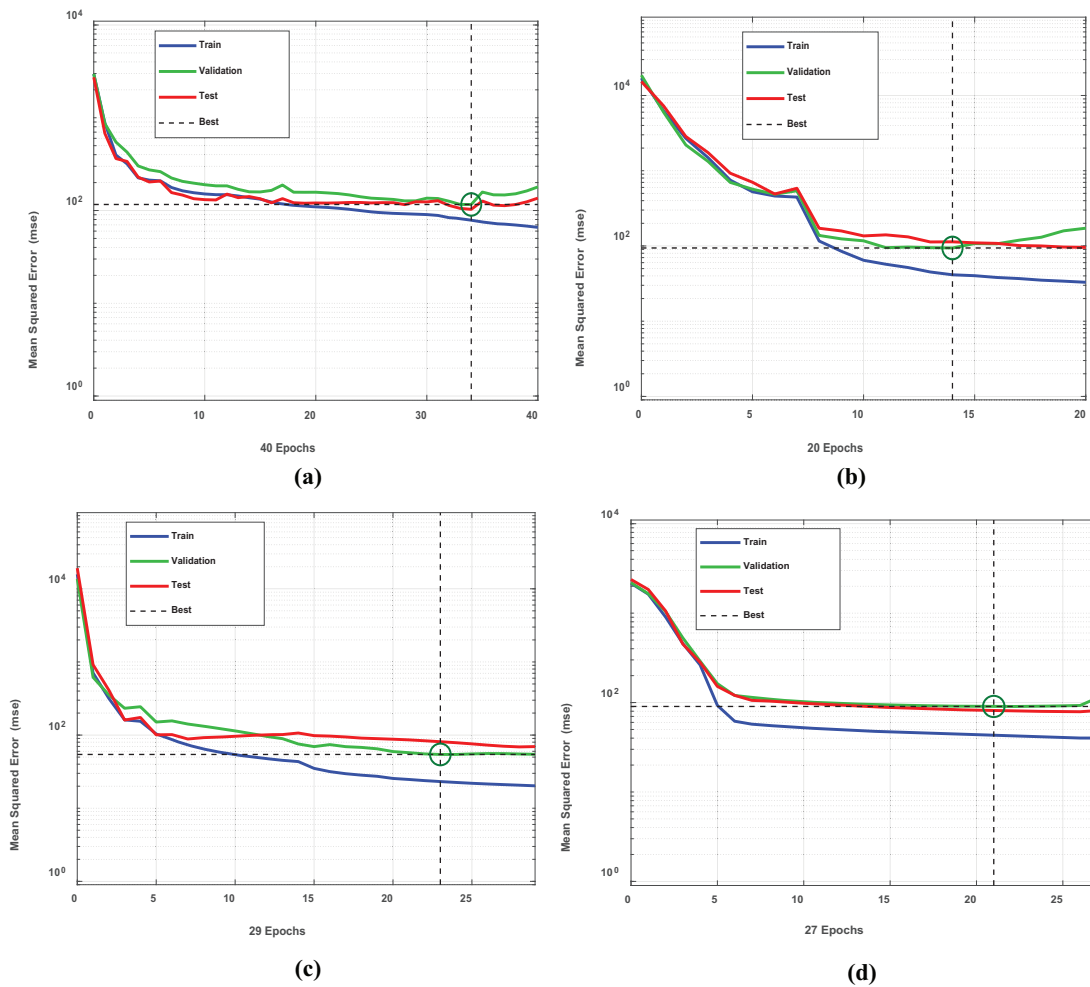 10^4
Train
Validation
Test
Best
10^2
10^0
Mean Squared Error (mse)
0
10
20
30
40
40 Epochs
(a)
10^4
Train
Validation
Test
Best
10^2
10^0
Mean Squared Error (mse)
0
5
10
15
20
20 Epochs
(b)
10^4
Train
Validation
Test
Best
10^2
10^0
Mean Squared Error (mse)
0
5
10
15
20
25
29 Epochs
(c)
10^4
Train
Validation
Test
Best
10^2
10^0
Mean Squared Error (mse)
0
5
10
15
20
25
27 Epochs
(d)